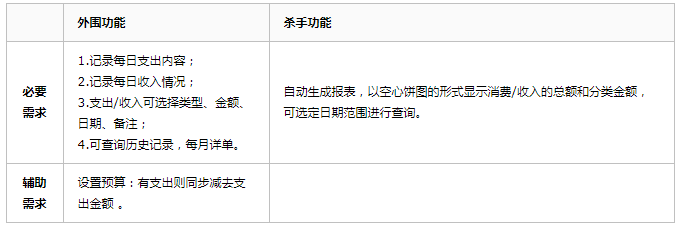 外围功能
杀手功能
必要
需求
1.记录每日支出内容；
2.记录每日收入情况；
3.支出/收入可选择类型、金额、
日期、备注；
4.可查询历史记录，每月详单。
自动生成报表，以空心饼图的形式显示消费/收入的总额和分类金额，
可选定日期范围进行查询。
辅助
需求
设置预算：有支出则同步减去支
出金额 。